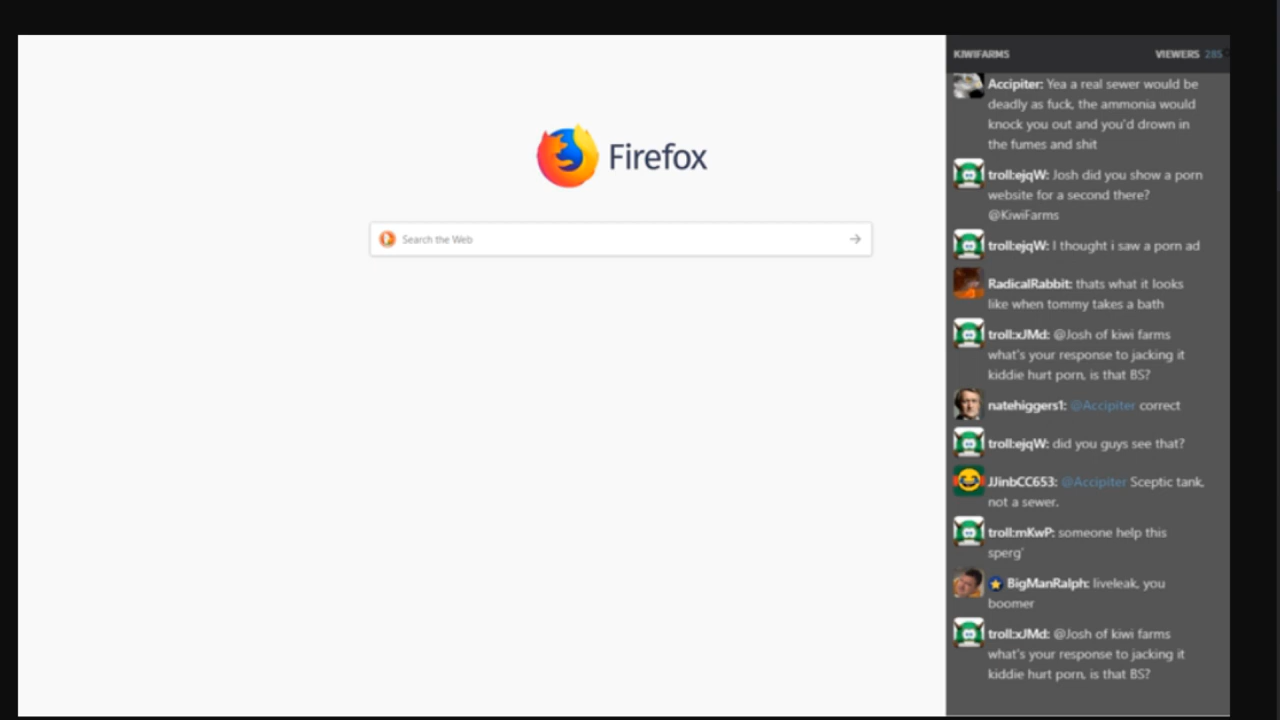 KIWIFARMS
VIEWERS 285
Accipiter: Yea a real sewer would be
deadly as fuck, the ammonia would
knock you out and you'd drown in
the fumes and shit
troll:ejqW: Josh did you show a porn
website for a second there?
@KiwiFarms
troll:ejqW: I thought i saw a porn ad
RadicalRabbit: thats what it looks
like when tommy takes a bath
troll:xJMd: @Josh of kiwi farms
what's your response to jacking it
kiddie hurt porn, is that BS?
natehiggers1: @Accipiter correct
troll:ejqW: did you guys see that?
JJinbCC653: @Accipiter Sceptic tank,
not a sewer.
troll:mKwP: someone help this
sperg'
BigManRalph: liveleak, you
boomer
troll:xJMd: @Josh of kiwi farms
what's your response to jacking it
kiddie hurt porn, is that BS?
Firefox
Search the Web